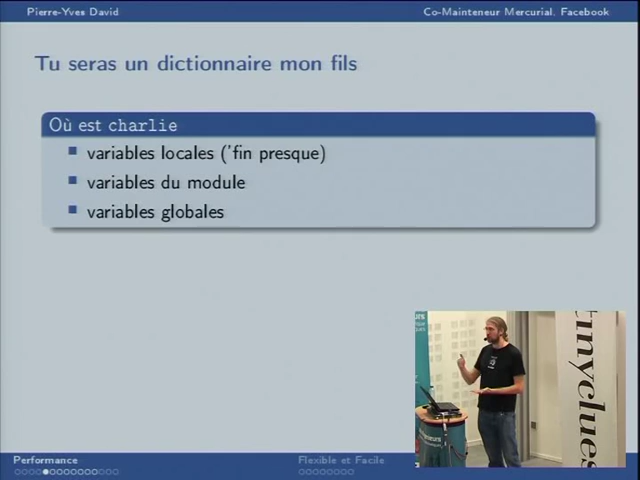 Pierre-Yves David
Co-Mainteneur Mercurial. Facebook
Tu seras un dictionnaire mon fils
Où est charlie
variables locales ('fin presque)
variables du module
variables globales
tinyclues
Performance
Flexible et Facile